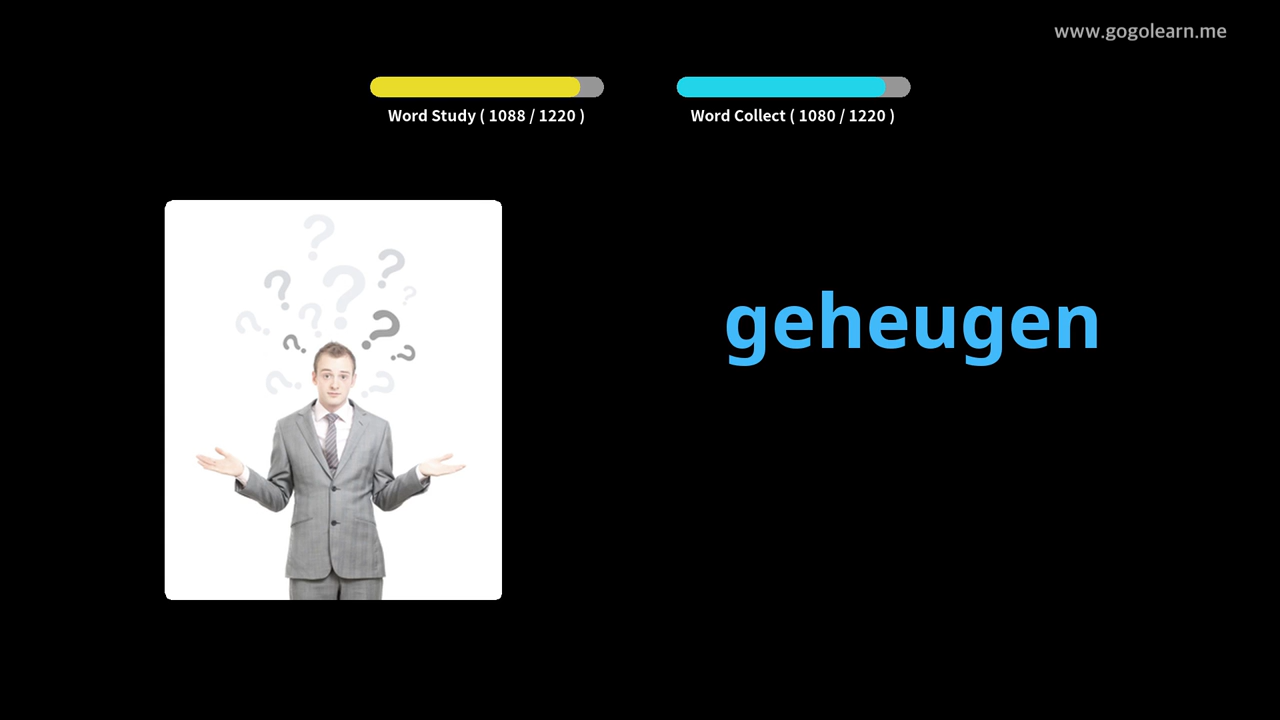 www.gogolearn.me
Word Study ( 1088 / 1220 )
Word Collect ( 1080 / 1220 )
? ? ? ? ? ? ? ? ? ? ? ?
geheugen